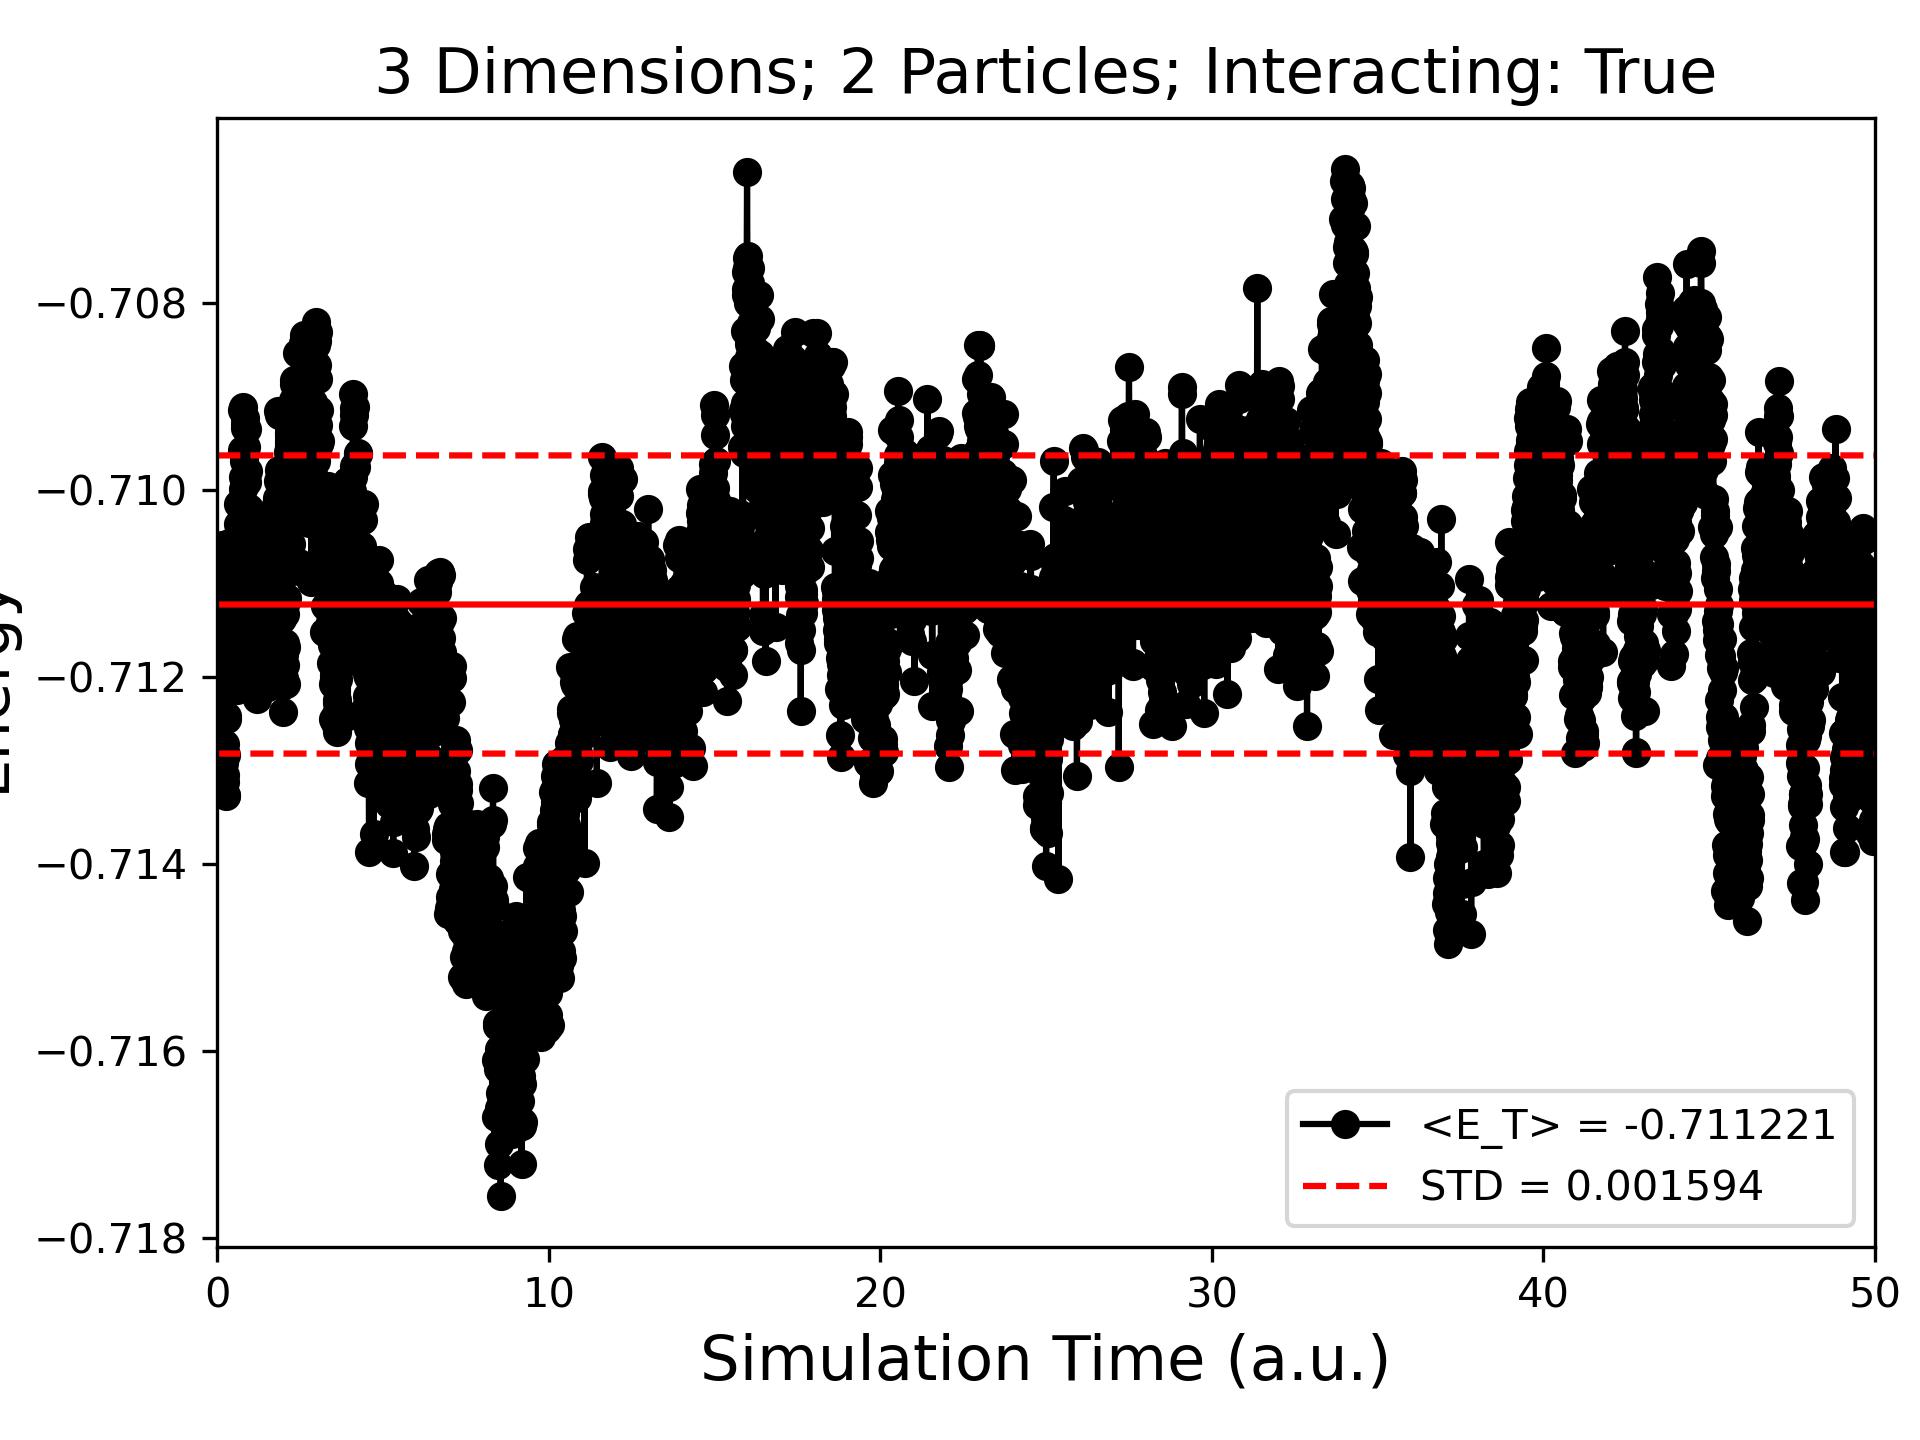 3 Dimensions; 2 Particles; Interacting: True
Energy
−0.708
−0.710
−0.712
−0.714
−0.716
−0.718
<E_T> = -0.711221
STD = 0.001594
0 10 20 30 40 50
Simulation Time (a.u.)